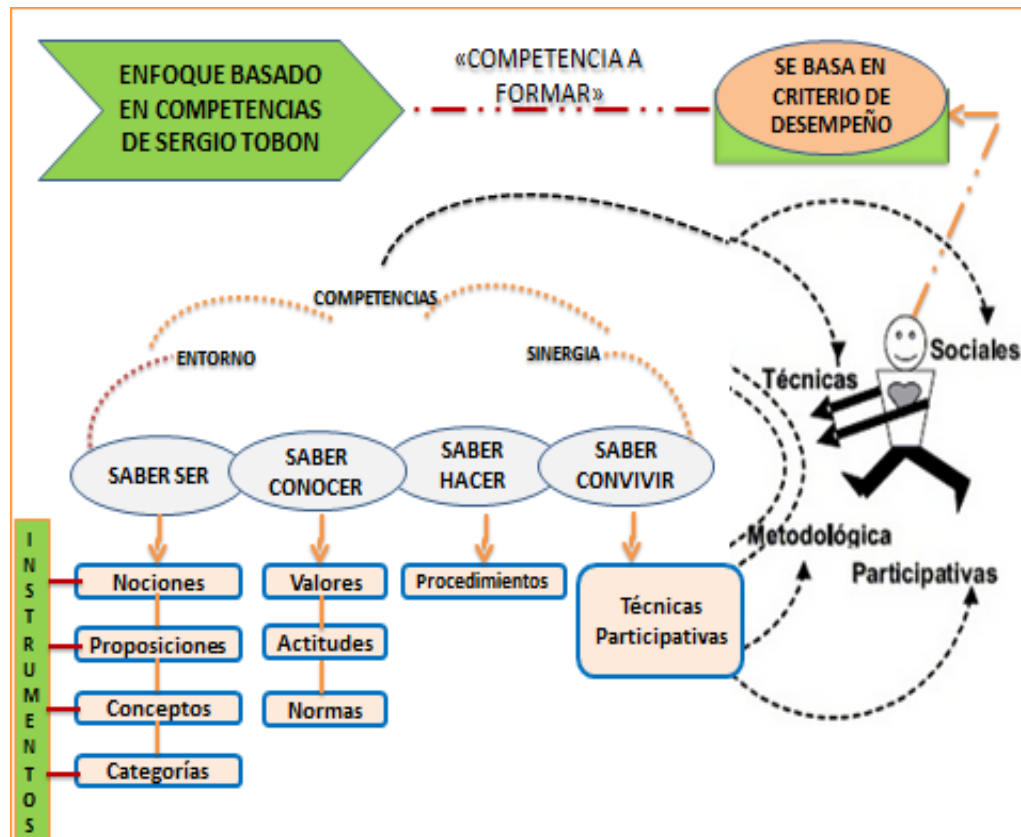 ENFOQUE BASADO
EN COMPETENCIAS
DE SERGIO TOBON
«COMPETENCIA A
FORMAR»
SE BASA EN
CRITERIO DE
DESEMPEÑO
COMPETENCIAS
ENTORNO
SINERGIA
Técnicas
Sociales
SABER SER
SABER
CONOCER
SABER
HACER
SABER
CONVIVIR
Metodológica
Participativas
INSTRUMENTOS
Nociones
Valores
Procedimientos
Técnicas
Participativas
Proposiciones
Actitudes
Conceptos
Normas
Categorías